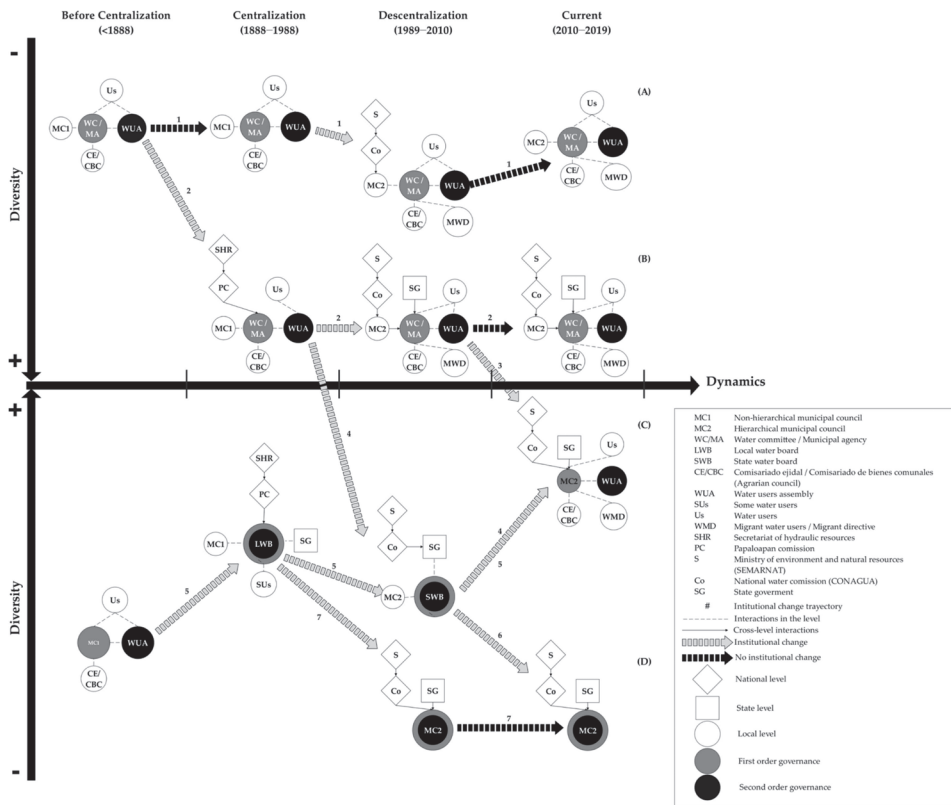 Before Centralization
(<1888)
Centralization
(1888–1988)
Descentralization
(1989–2010)
Current
(2010–2019)
-
Diversity
+
Dynamics
+
Diversity
-
(A)
Us
MC1
WC/
MA
WUA
CE/
CBC
1
Us
MC1
WC/
MA
WUA
CE/
CBC
1
S
Co
Us
MC2
WC/
MA
WUA
CE/
CBC
MWD
1
Us
MC2
WC/
MA
WUA
CE/
CBC
MWD
2
(B)
SHR
PC
Us
MC1
WC/
MA
WUA
CE/
CBC
2
S
Co
SG
Us
MC2
WC/
MA
WUA
CE/
CBC
MWD
2
S
Co
SG
Us
MC2
WC/
MA
WUA
CE/
CBC
MWD
3
4
(C)
S
Co
SG
Us
MC2
WUA
CE/
CBC
WMD
SHR
PC
MC1
LWB
SG
SUs
5
7
S
Co
SG
MC2
SWB
4
5
6
Us
MC1
WUA
CE/
CBC
5
(D)
S
Co
SG
MC2
7
S
Co
SG
MC2
MC1 Non-hierarchical municipal council
MC2 Hierarchical municipal council
WC/MA Water committee / Municipal agency
LWB Local water board
SWB State water board
CE/CBC Comisariado ejidal / Comisariado de bienes comunales
(Agrarian council)
WUA Water users assembly
SUs Some water users
Us Water users
WMD Migrant water users / Migrant directive
SHR Secretariat of hydraulic resources
PC Papaloapan comission
S Ministry of environment and natural resources
(SEMARNAT)
Co National water comission (CONAGUA)
SG State goverment
# Intitutional change trayectory
Interactions in the level
Cross-level interactions
Institutional change
No institutional change
National level
State level
Local level
First order governance
Second order governance